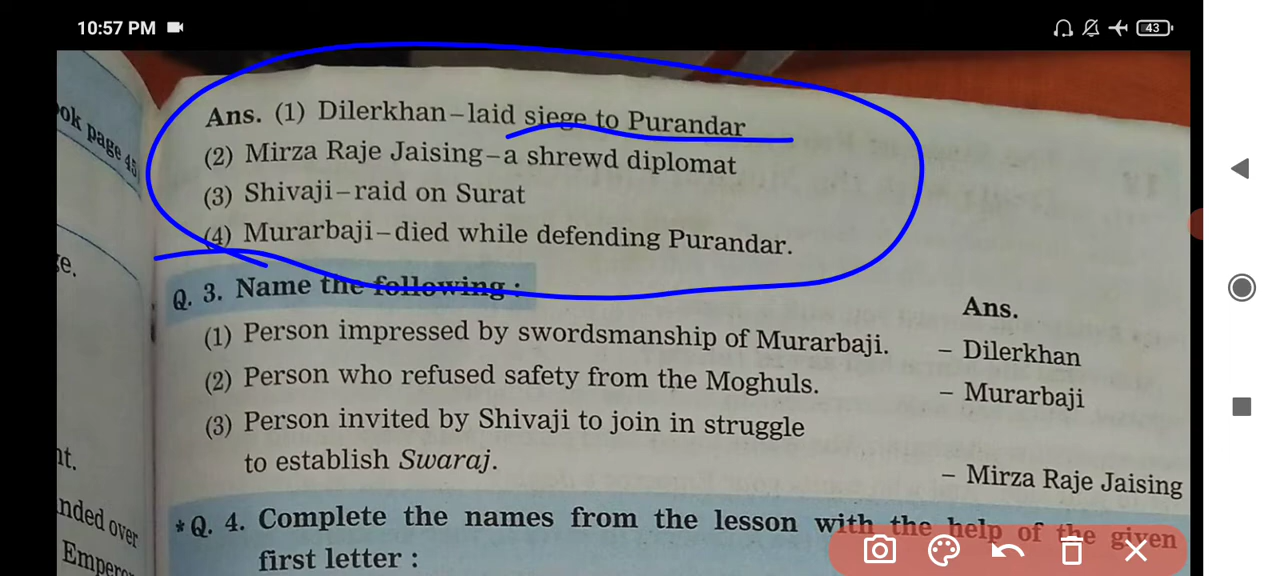 10:57 PM
43
ok page 45
Ans. (1) Dilerkhan–laid siege to Purandar
(2) Mirza Raje Jaising–a shrewd diplomat
(3) Shivaji–raid on Surat
(4) Murarbaji–died while defending Purandar.
Q. 3. Name the following :
Ans.
(1) Person impressed by swordsmanship of Murarbaji. – Dilerkhan
(2) Person who refused safety from the Moghuls. – Murarbaji
(3) Person invited by Shivaji to join in struggle
to establish Swaraj. – Mirza Raje Jaising
nded over
*Q. 4. Complete the names from the lesson with the help of the given
first letter :